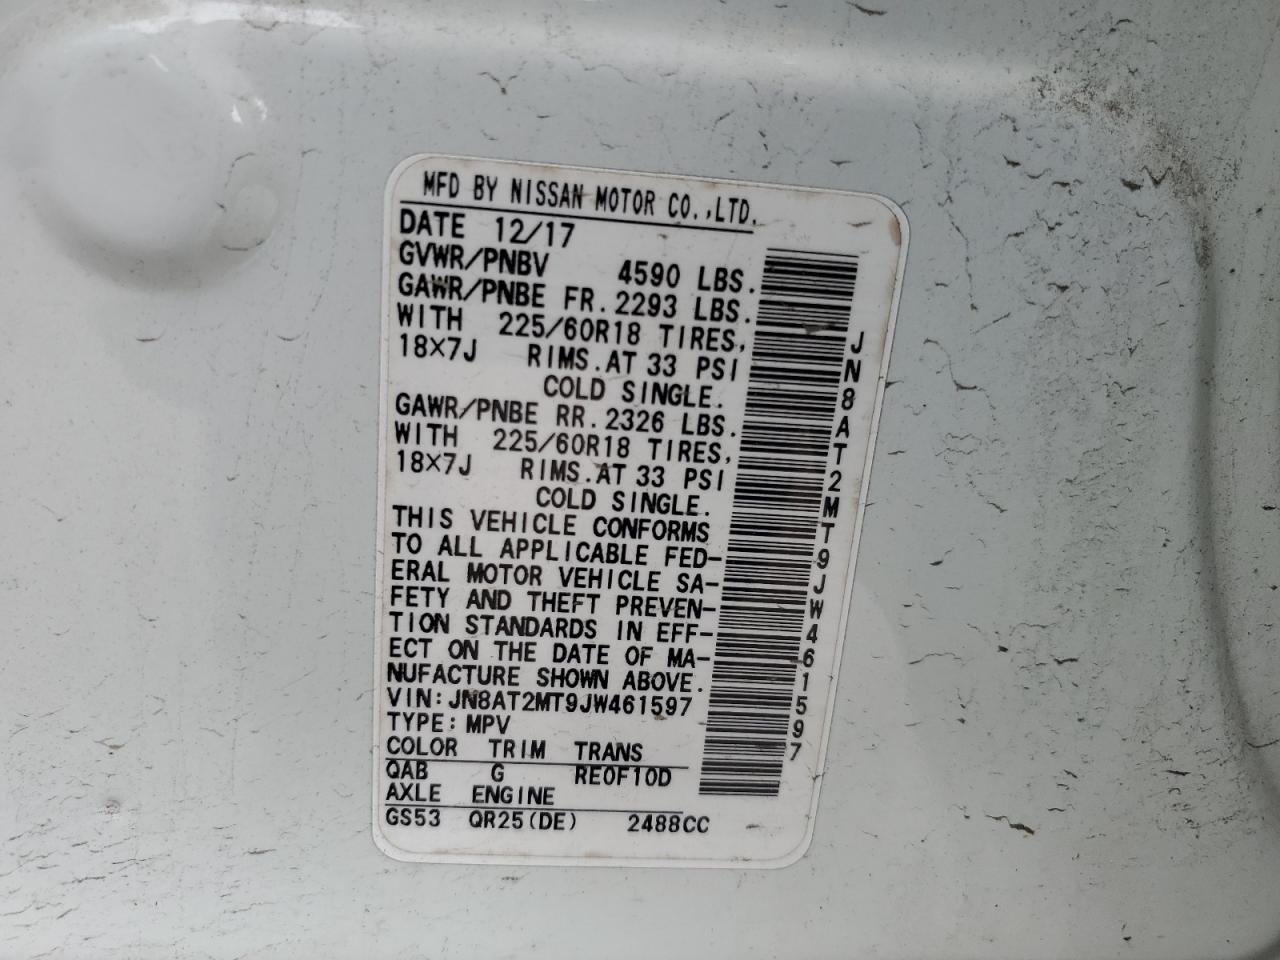 MFD BY NISSAN MOTOR CO.,LTD.
DATE 12/17
GVWR/PNBV 4590 LBS.
GAWR/PNBE FR.2293 LBS.
WITH 225/60R18 TIRES,
18×7J RIMS.AT 33 PSI
COLD SINGLE.
GAWR/PNBE RR.2326 LBS.
WITH 225/60R18 TIRES,
18×7J RIMS.AT 33 PSI
COLD SINGLE.
THIS VEHICLE CONFORMS
TO ALL APPLICABLE FED-
ERAL MOTOR VEHICLE SA-
FETY AND THEFT PREVEN-
TION STANDARDS IN EFF-
ECT ON THE DATE OF MA-
NUFACTURE SHOWN ABOVE.
VIN:JN8AT2MT9JW461597
TYPE:MPV
COLOR TRIM TRANS
QAB G RE0F10D
AXLE ENGINE
GS53 QR25(DE) 2488CC
JN8AT2MT9JW461597